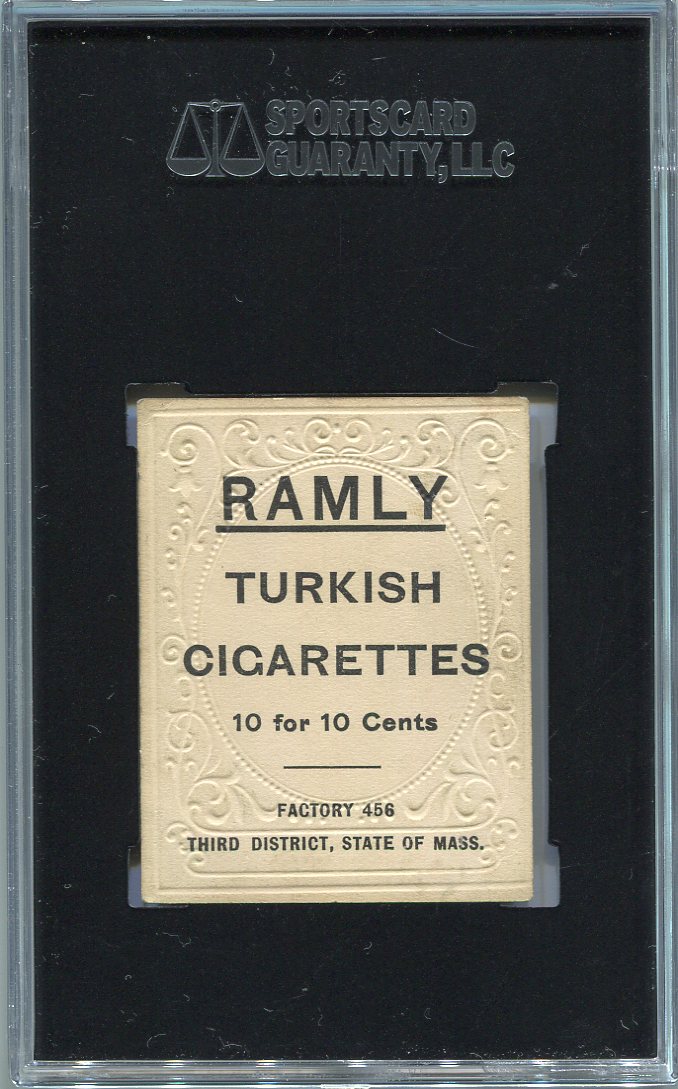 SPORTSCARD
GUARANTY, LLC
RAMLY
TURKISH
CIGARETTES
10 for 10 Cents
FACTORY 456
THIRD DISTRICT, STATE OF MASS.